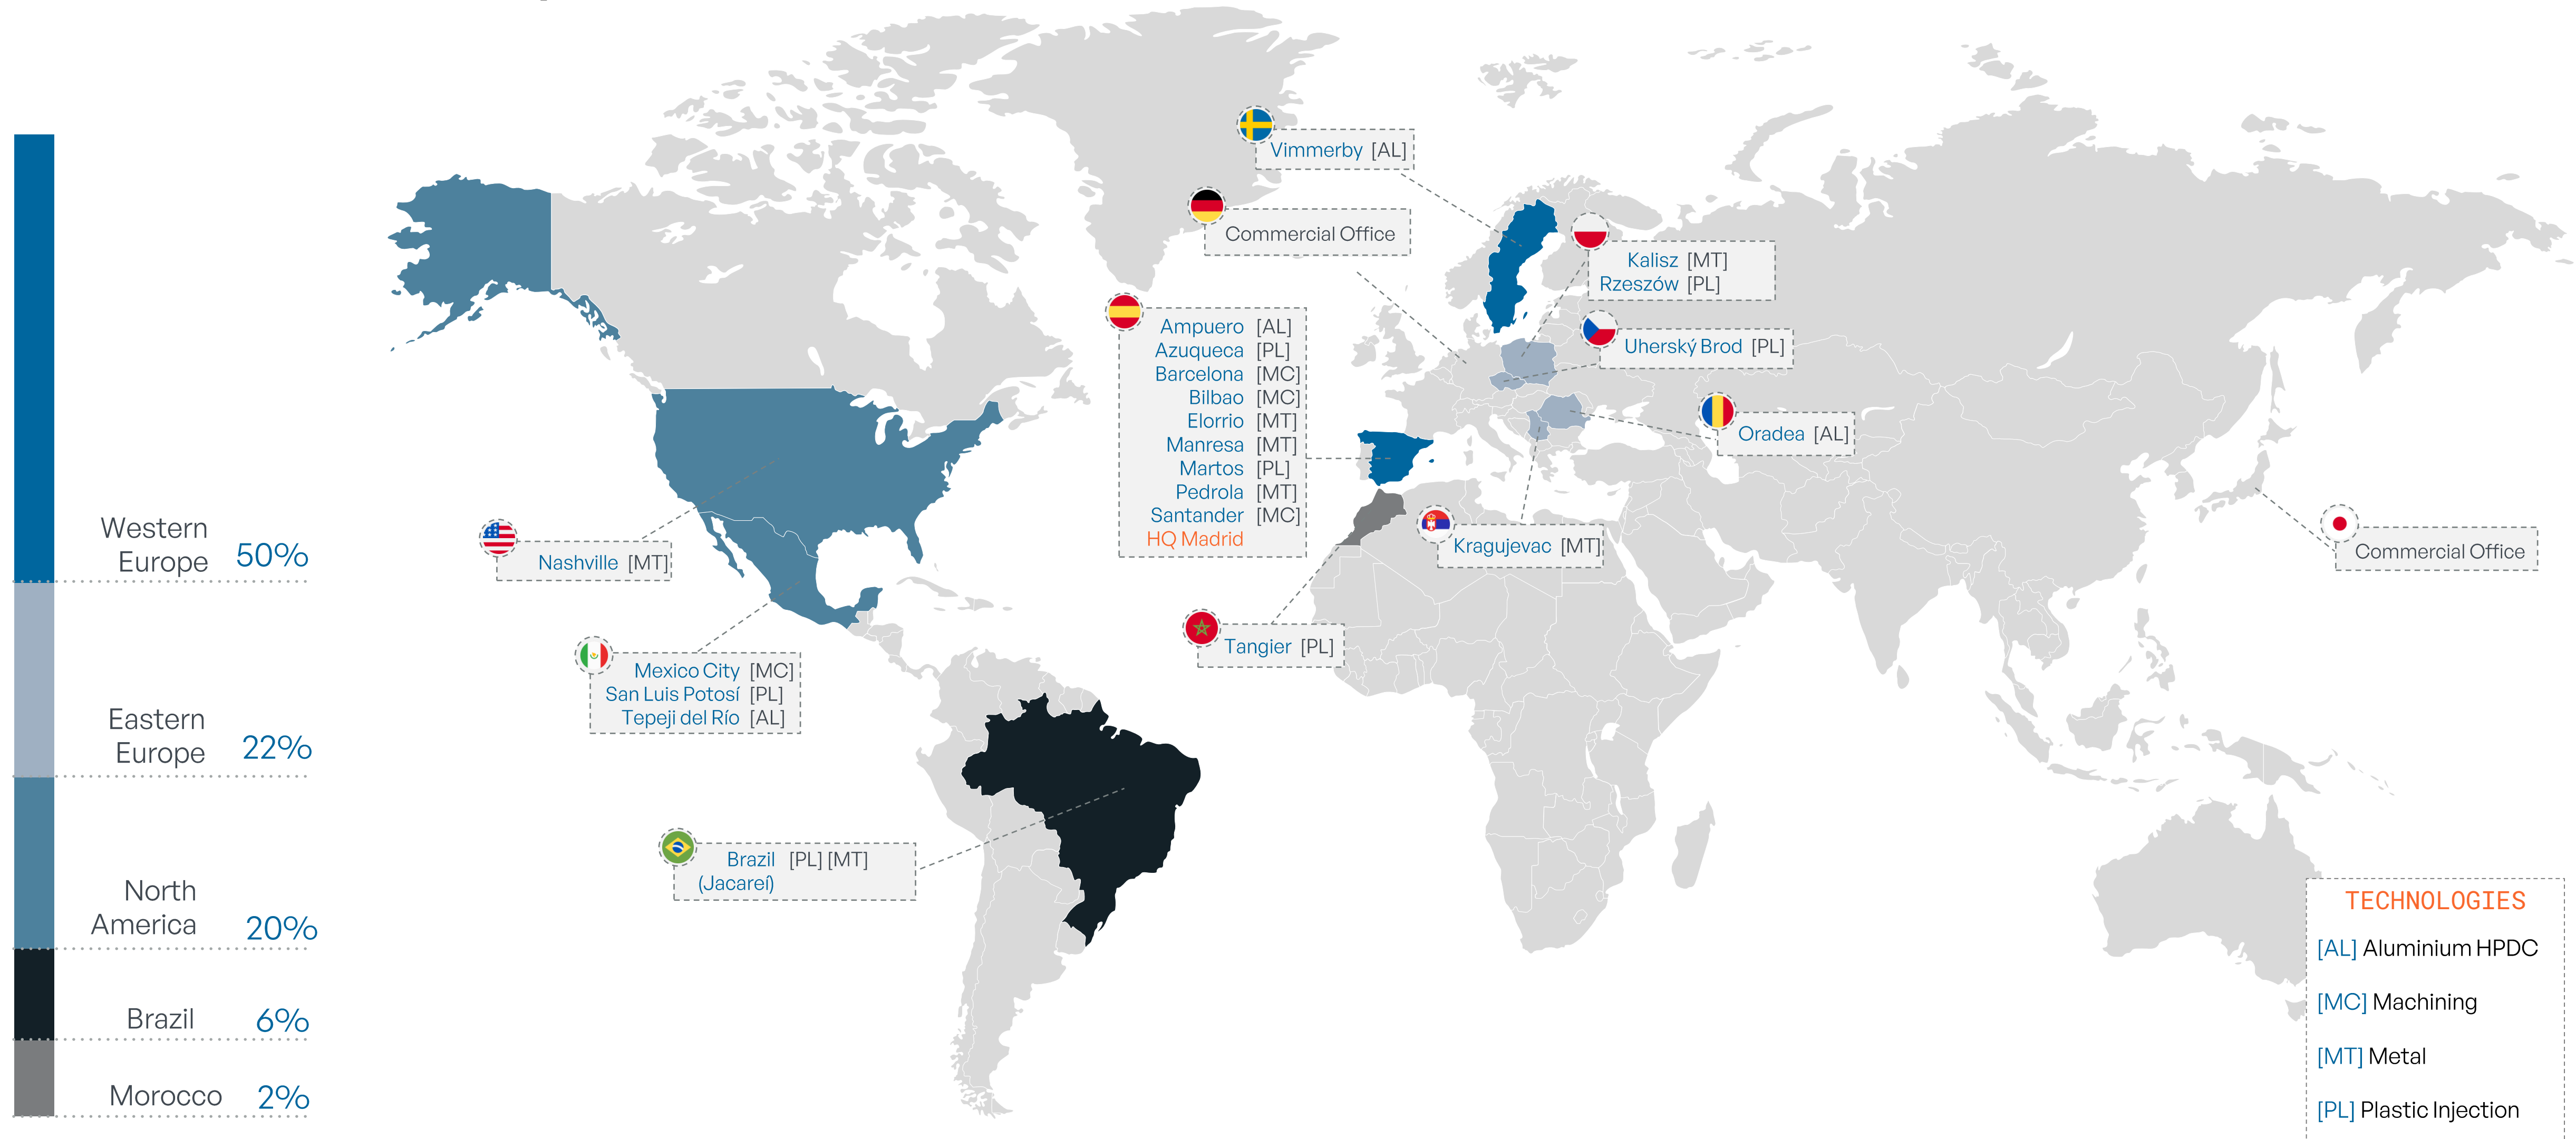 Western
Europe 50%
Eastern
Europe 22%
North
America 20%
Brazil 6%
Morocco 2%
Vimmerby [AL]
Commercial Office
Kalisz [MT]
Rzeszów [PL]
Uherský Brod [PL]
Oradea [AL]
Ampuero [AL]
Azuqueca [PL]
Barcelona [MC]
Bilbao [MC]
Elorrio [MT]
Manresa [MT]
Martos [PL]
Pedrola [MT]
Santander [MC]
HQ Madrid
Kragujevac [MT]
Commercial Office
Nashville [MT]
Tangier [PL]
Mexico City [MC]
San Luis Potosí [PL]
Tepeji del Río [AL]
Brazil [PL] [MT]
(Jacareí)
TECHNOLOGIES
[AL] Aluminium HPDC
[MC] Machining
[MT] Metal
[PL] Plastic Injection